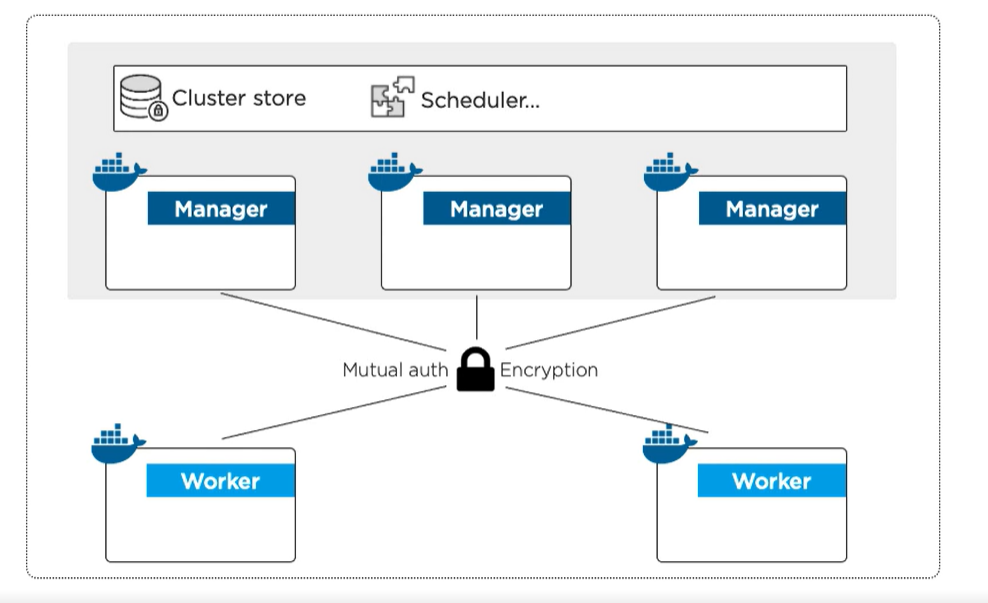 Cluster store
Scheduler...
Manager
Manager
Manager
Mutual auth
Encryption
Worker
Worker